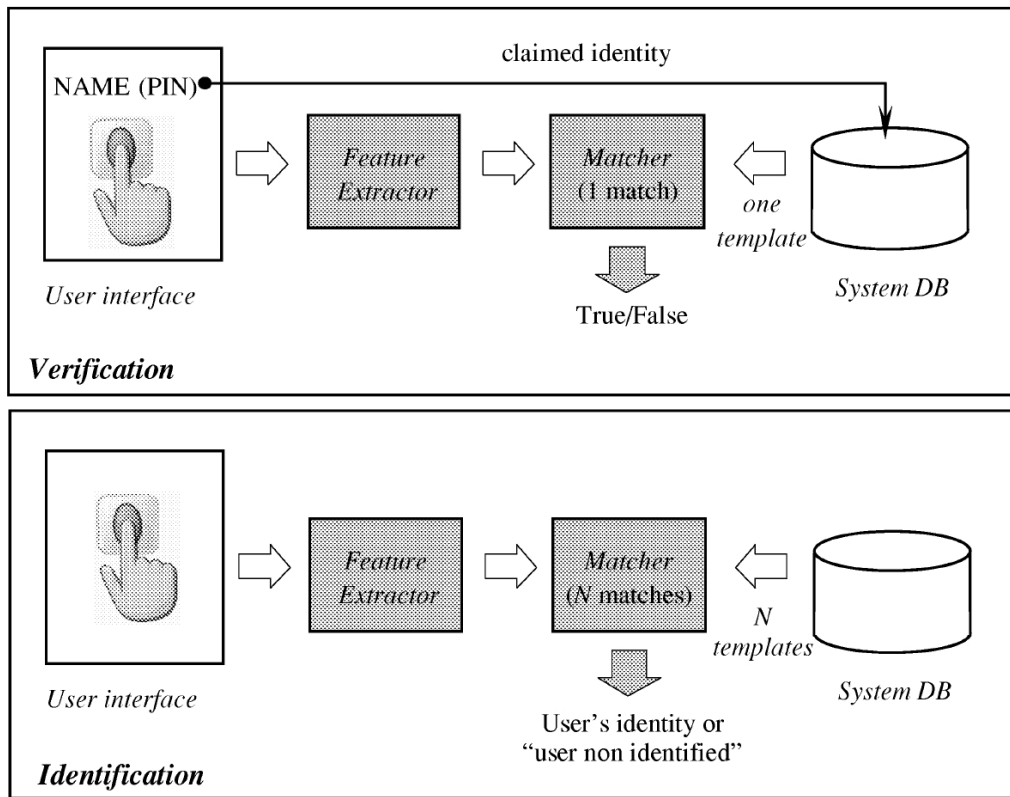 claimed identity
NAME (PIN)
Feature
Extractor
Matcher
(1 match)
one
template
User interface
System DB
True/False
Verification
Feature
Extractor
Matcher
(N matches)
N
templates
User interface
System DB
User's identity or
“user non identified”
Identification